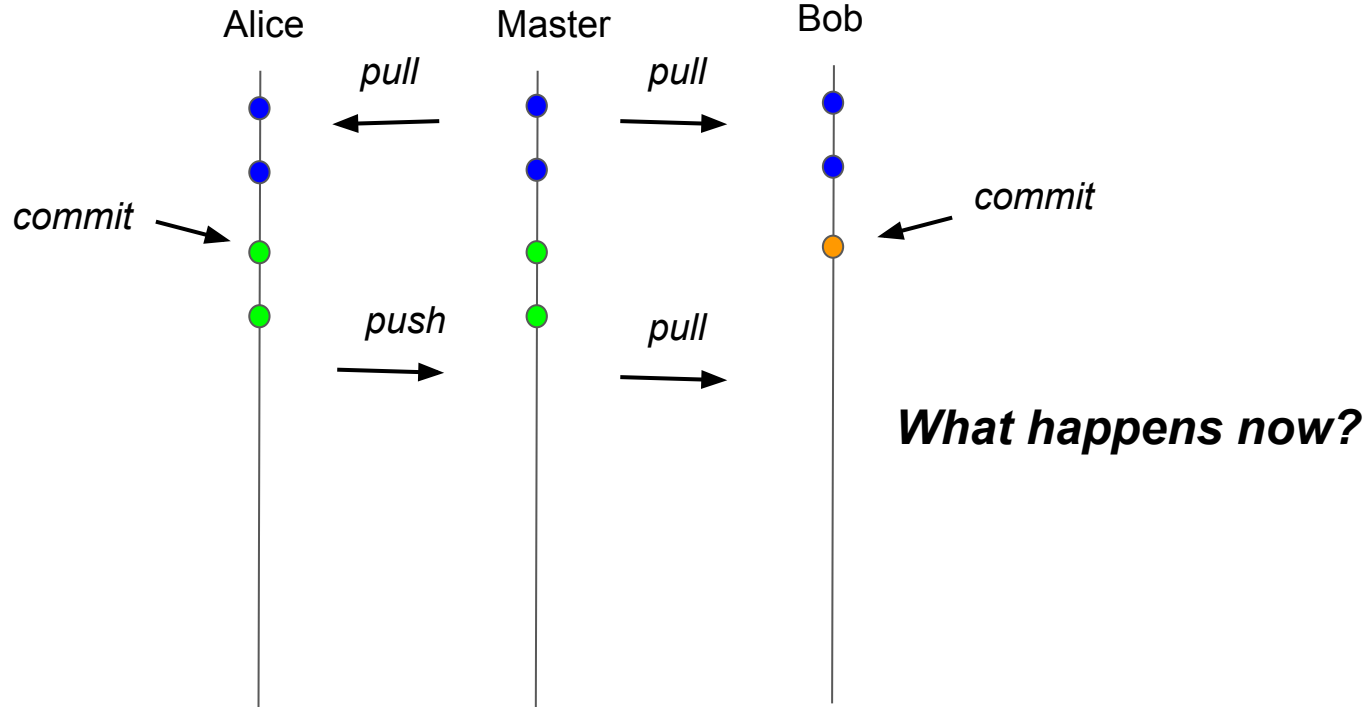 Alice
Master
Bob
pull
pull
commit
commit
push
pull
What happens now?